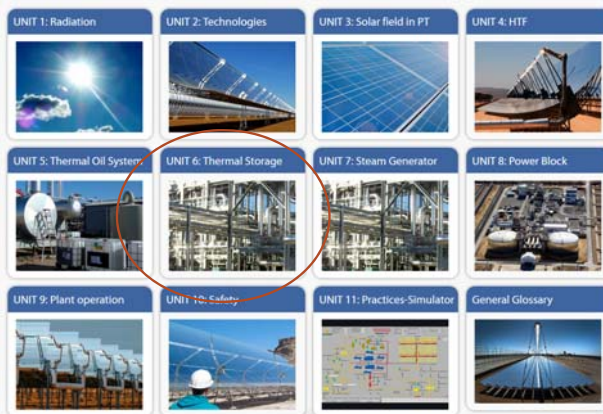 UNIT 1: Radiation
UNIT 2: Technologies
UNIT 3: Solar field in PT
UNIT 4: HTF
UNIT 5: Thermal Oil System
UNIT 6: Thermal Storage
UNIT 7: Steam Generator
UNIT 8: Power Block
UNIT 9: Plant operation
UNIT 10: Safety
UNIT 11: Practices-Simulator
General Glossary